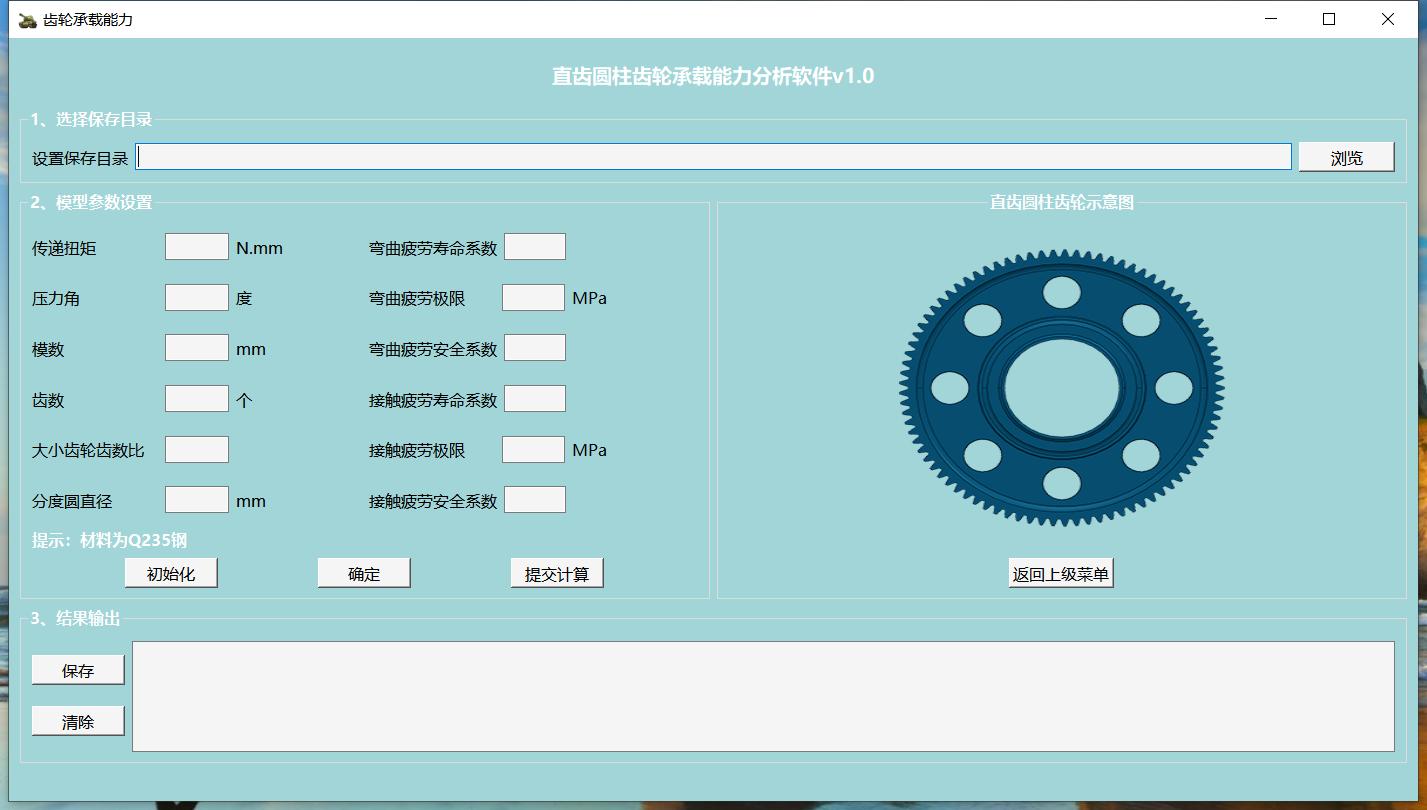 齿轮承载能力
直齿圆柱齿轮承载能力分析软件v1.0
1、选择保存目录
设置保存目录
浏览
2、模型参数设置
传递扭矩 N.mm 弯曲疲劳寿命系数
压力角 度 弯曲疲劳极限 MPa
模数 mm 弯曲疲劳安全系数
齿数 个 接触疲劳寿命系数
大小齿轮齿数比 接触疲劳极限 MPa
分度圆直径 mm 接触疲劳安全系数
提示：材料为Q235钢
初始化 确定 提交计算
直齿圆柱齿轮示意图
返回上级菜单
3、结果输出
保存
清除